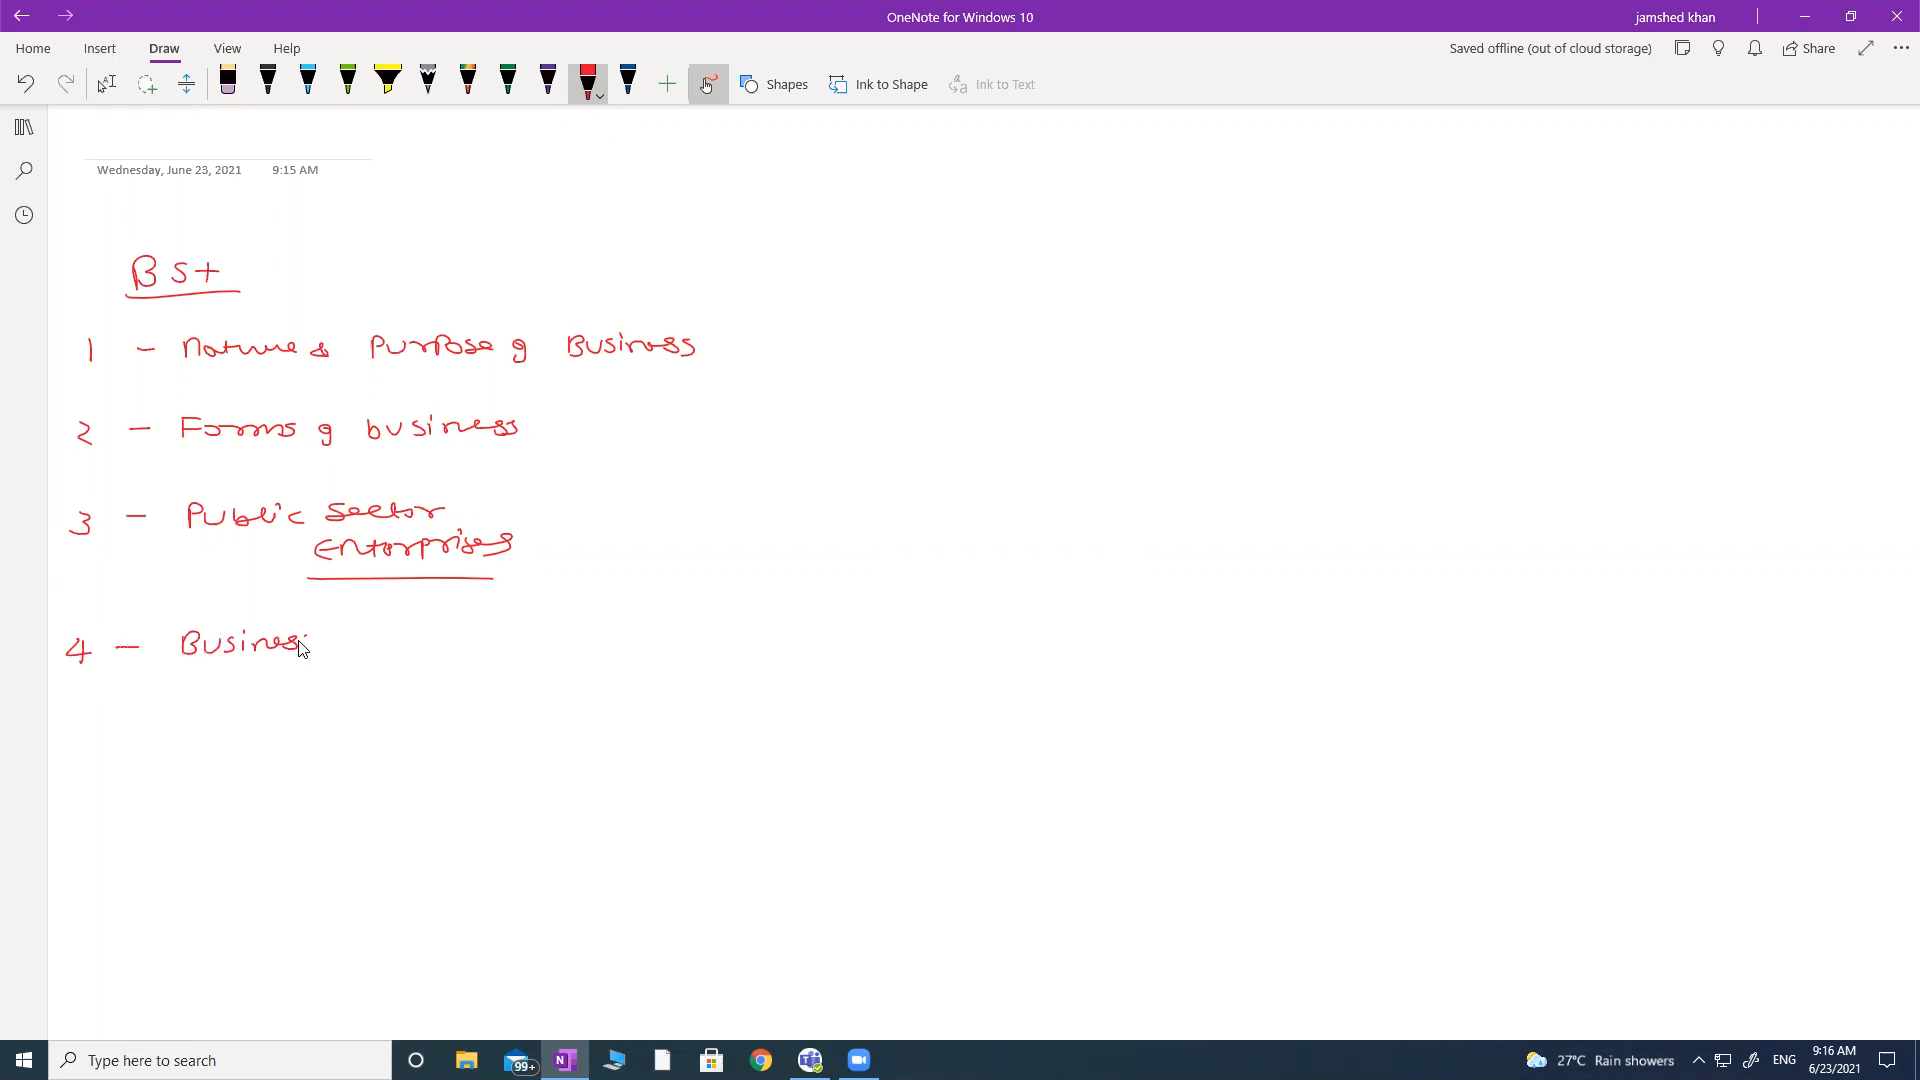 OneNote for Windows 10
jamshed khan
Home Insert Draw View Help
Saved offline (out of cloud storage)
Share
Shapes
Ink to Shape
Ink to Text
Wednesday, June 23, 2021 9:15 AM
BSt
1 - Nature & Purpose of Business
2 - Forms of business
3 - Public Sector
Enterprises
4 - Busines
Type here to search
99+
27°C Rain showers
ENG
9:16 AM
6/23/2021